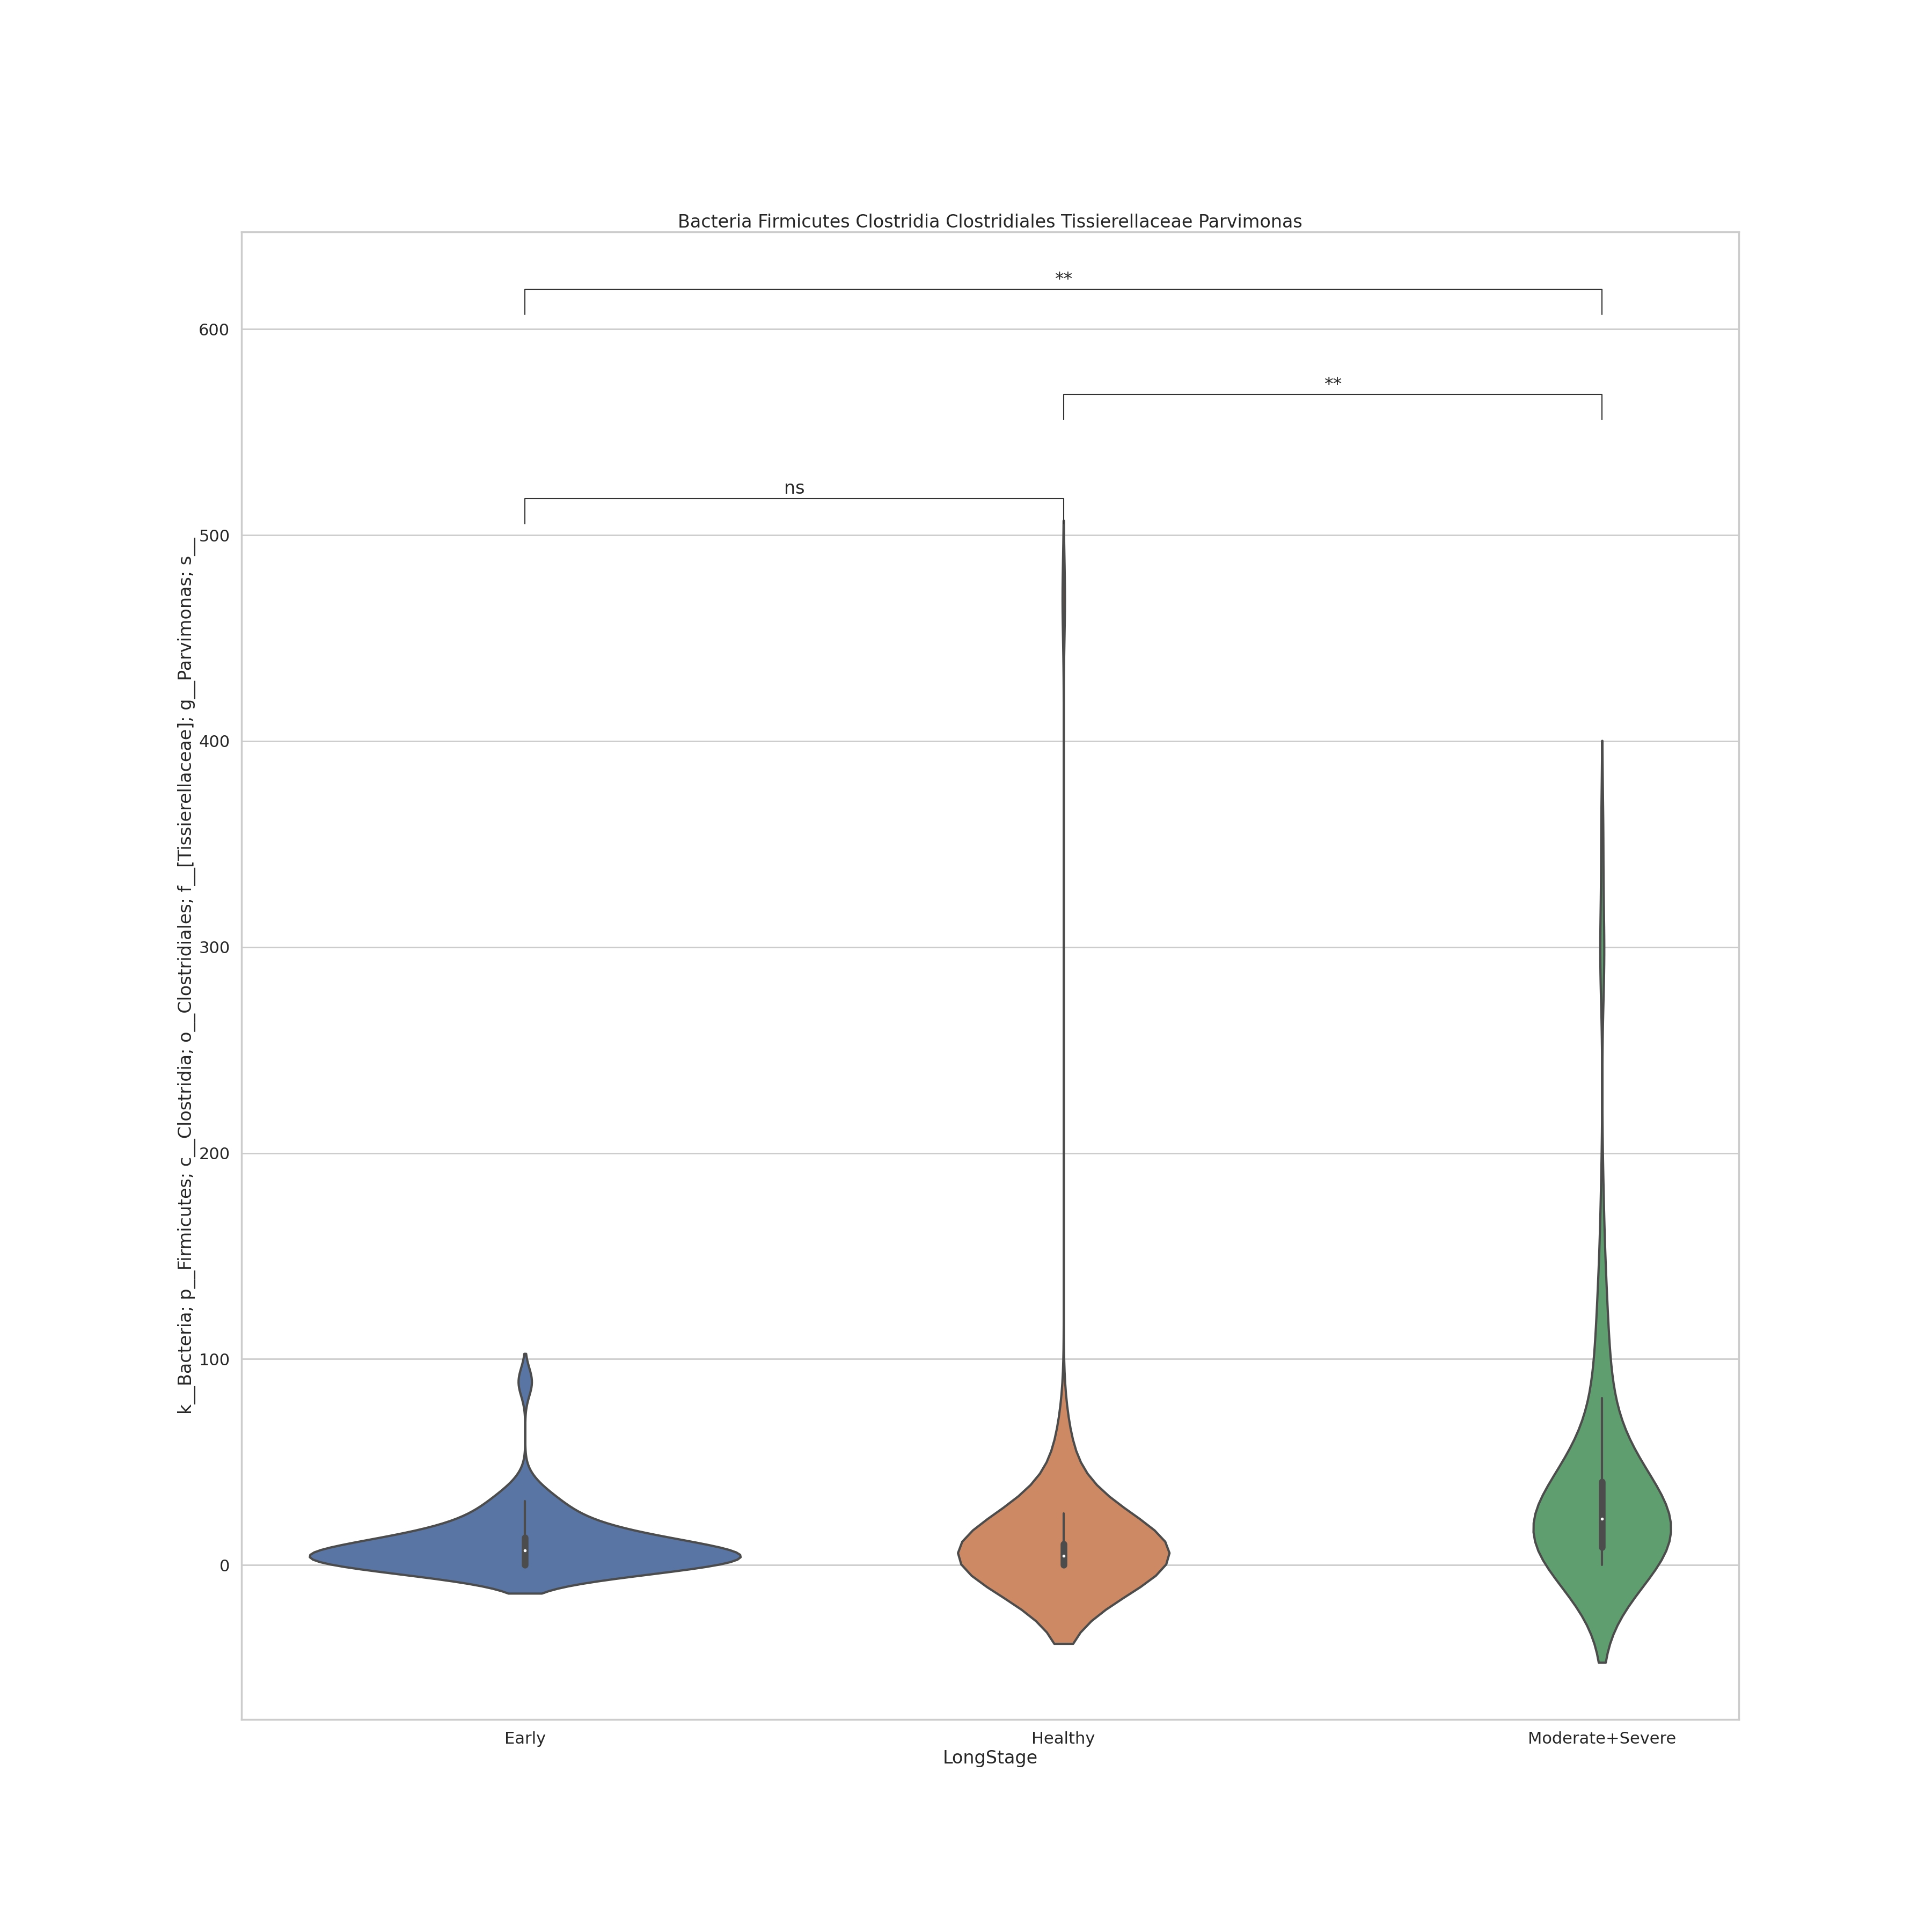 Bacteria Firmicutes Clostridia Clostridiales Tissierellaceae Parvimonas
**
600
**
ns
500
400
300
200
100
0
k__Bacteria; p__Firmicutes; c__Clostridia; o__Clostridiales; f__[Tissierellaceae]; g__Parvimonas; s__
Early Healthy Moderate+Severe
LongStage